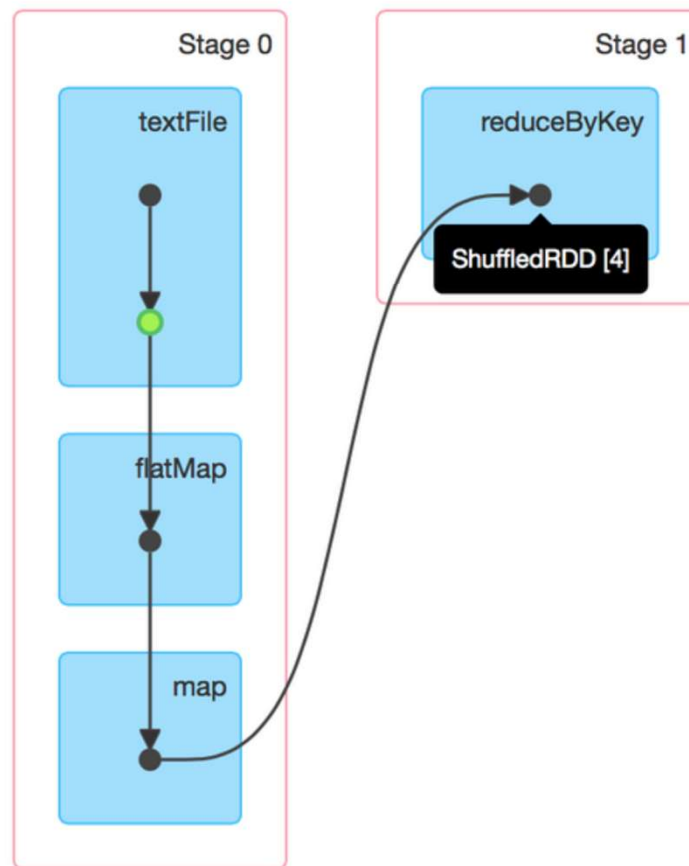 Stage 0
textFile
flatMap
map
Stage 1
reduceByKey
ShuffledRDD [4]